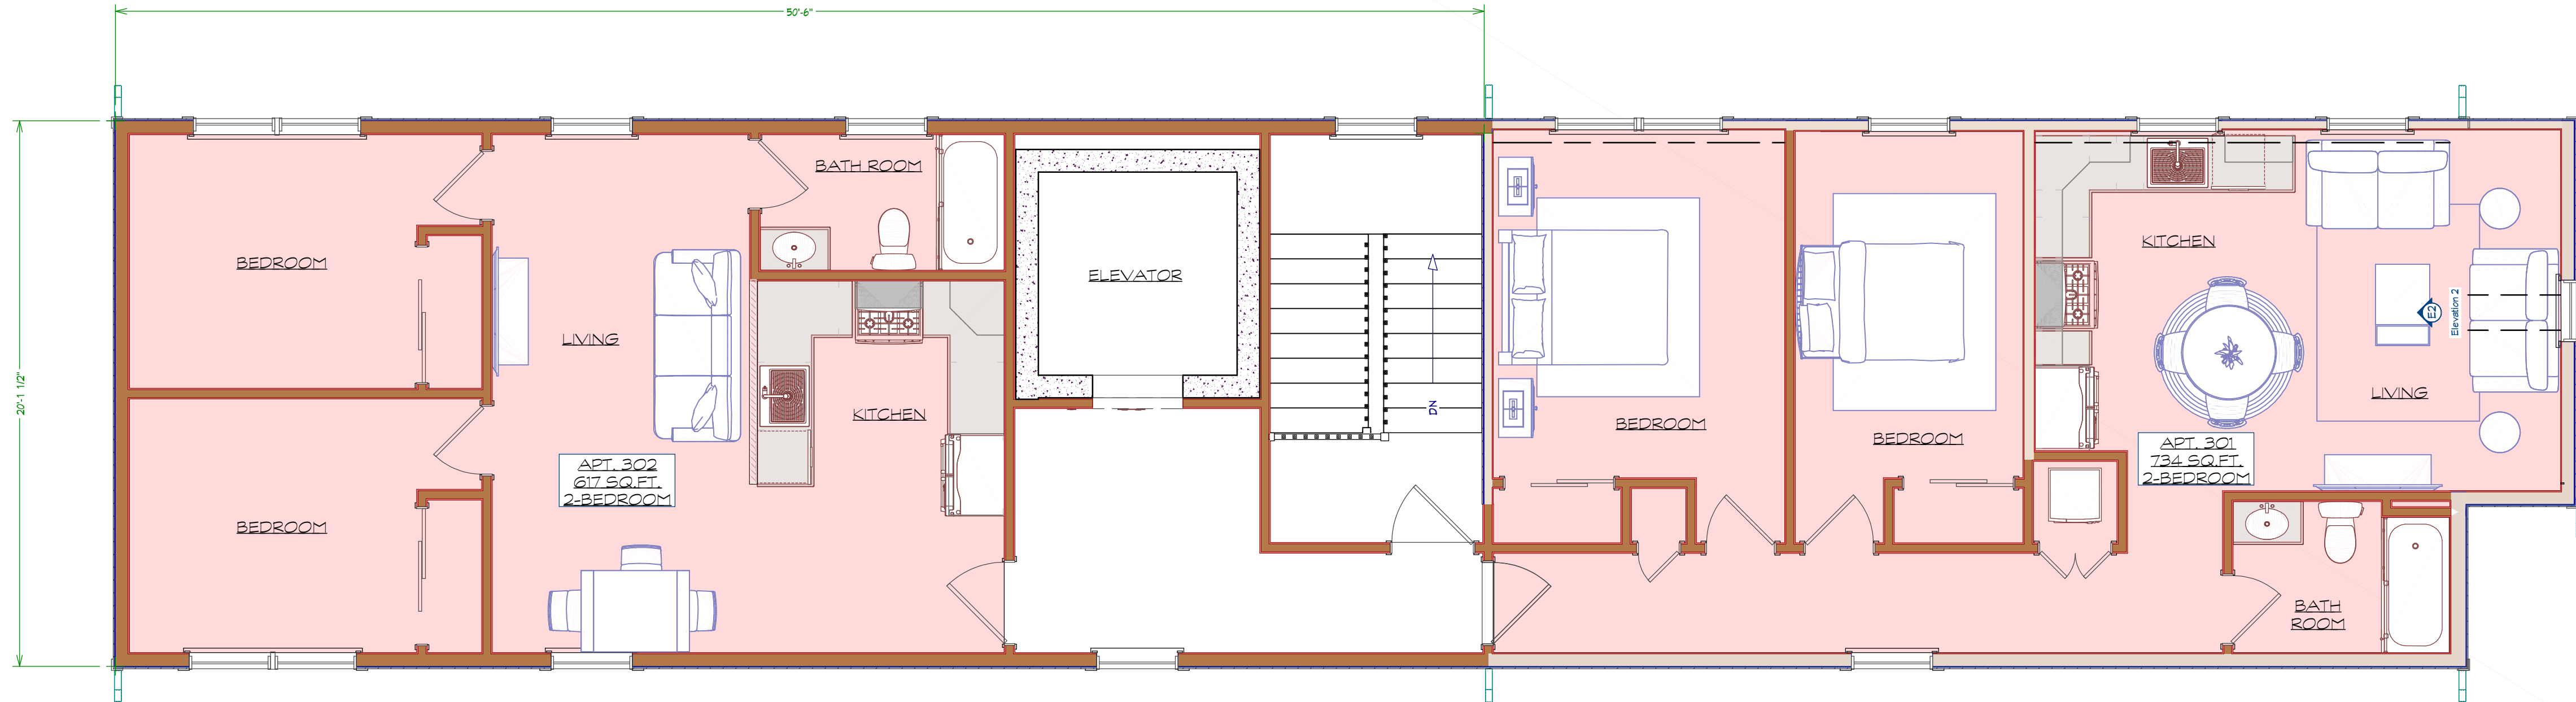 50'-6"
20'-1 1/2"
BEDROOM
BEDROOM
LIVING
APT. 302
617 SQ.FT.
2-BEDROOM
BATH ROOM
KITCHEN
ELEVATOR
DN
BEDROOM
BEDROOM
KITCHEN
APT. 301
734 SQ.FT.
2-BEDROOM
LIVING
E2
Elevation 2
BATH
ROOM